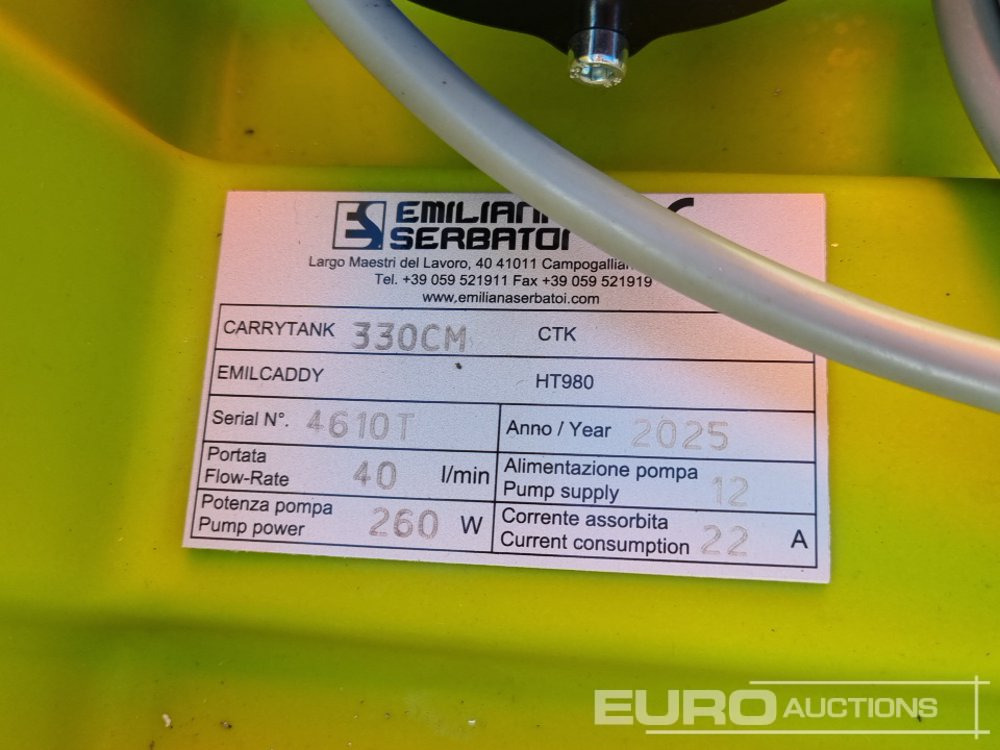 ES EMILIANA
SERBATOI
Largo Maestri del Lavoro, 40 41011 Campogallian
Tel. +39 059 521911 Fax +39 059 521919
www.emilianaserbatoi.com
CARRYTANK 330CM CTK
EMILCADDY HT980
Serial N°. 4610T Anno / Year 2025
Portata
Flow-Rate 40 l/min
Alimentazione pompa
Pump supply 12
Potenza pompa
Pump power 260 W
Corrente assorbita
Current consumption 22 A
EURO AUCTIONS